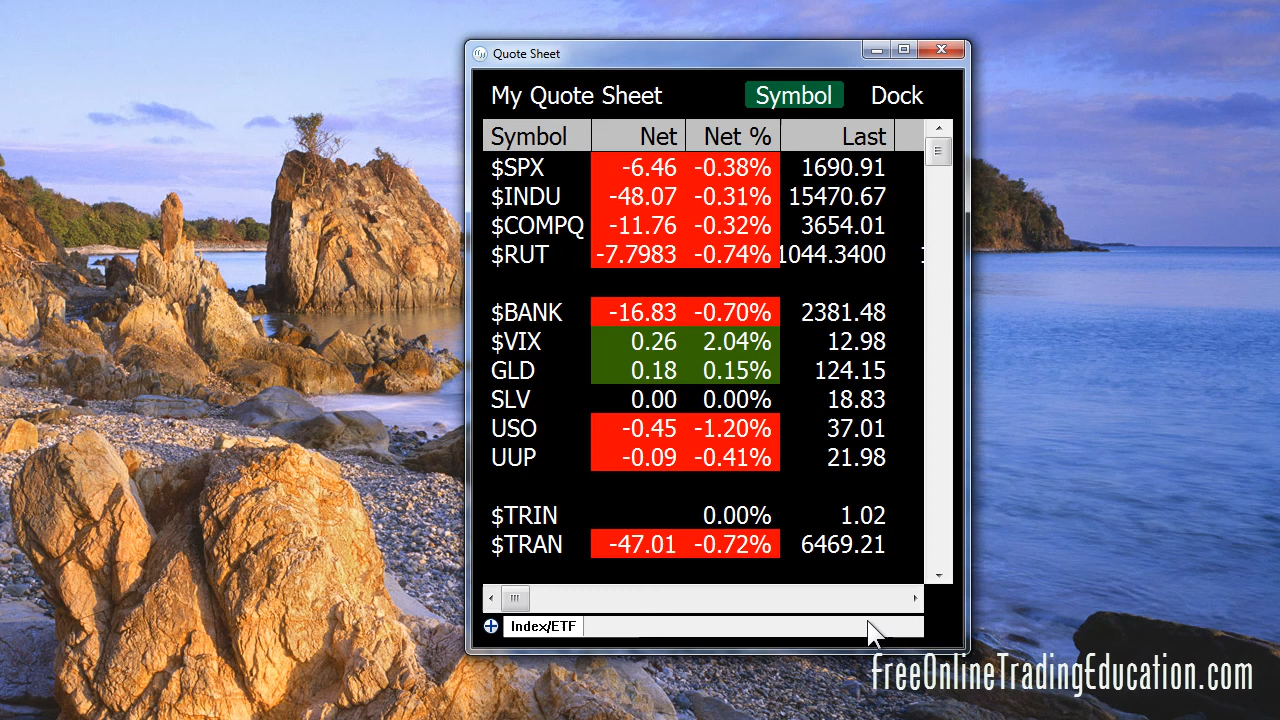 Quote Sheet
My Quote Sheet Symbol Dock
Symbol Net Net % Last
$SPX -6.46 -0.38% 1690.91
$INDU -48.07 -0.31% 15470.67
$COMPQ -11.76 -0.32% 3654.01
$RUT -7.7983 -0.74% 1044.3400
$BANK -16.83 -0.70% 2381.48
$VIX 0.26 2.04% 12.98
GLD 0.18 0.15% 124.15
SLV 0.00 0.00% 18.83
USO -0.45 -1.20% 37.01
UUP -0.09 -0.41% 21.98
$TRIN 0.00% 1.02
$TRAN -47.01 -0.72% 6469.21
Index/ETF
FreeOnlineTradingEducation.com